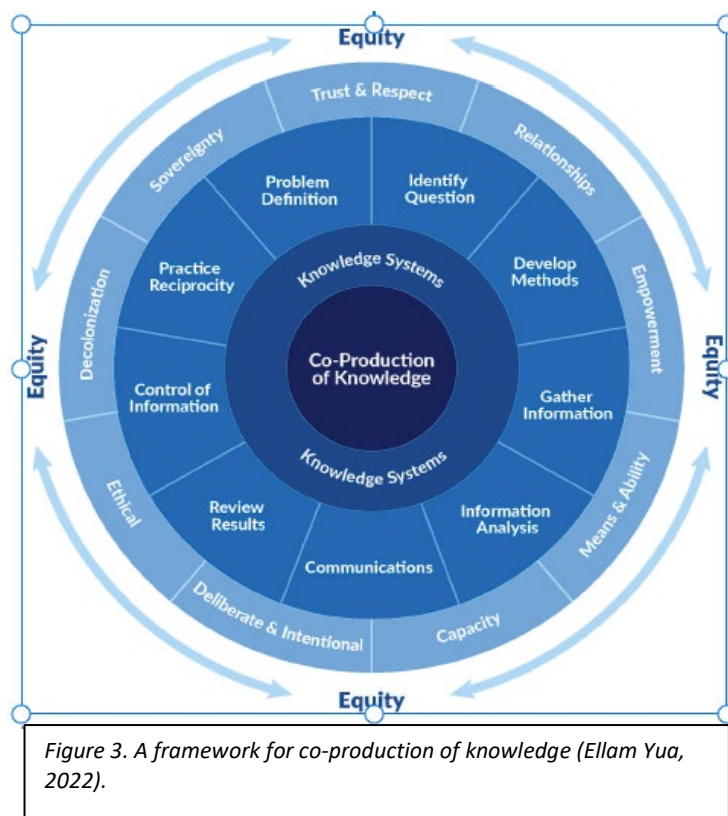 Equity
Trust & Respect
Sovereignty
Relationships
Problem
Definition
Identify
Question
Practice
Reciprocity
Knowledge Systems
Develop
Methods
Decolonization
Empowerment
Equity
Co-Production
of Knowledge
Equity
Control of
Information
Gather
Information
Knowledge Systems
Review
Results
Information
Analysis
Ethical
Means & Ability
Communications
Deliberate & Intentional
Capacity
Equity
Figure 3. A framework for co-production of knowledge (Ellam Yua,
2022).